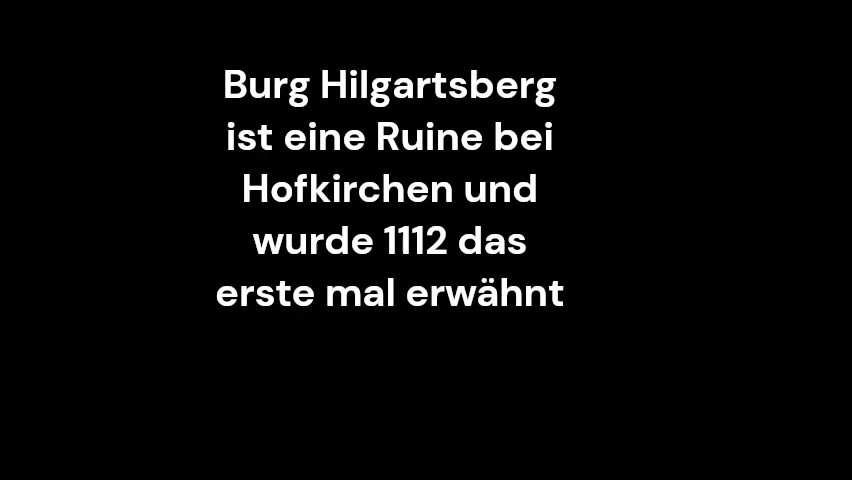 Burg Hilgartsberg
ist eine Ruine bei
Hofkirchen und
wurde 1112 das
erste mal erwähnt